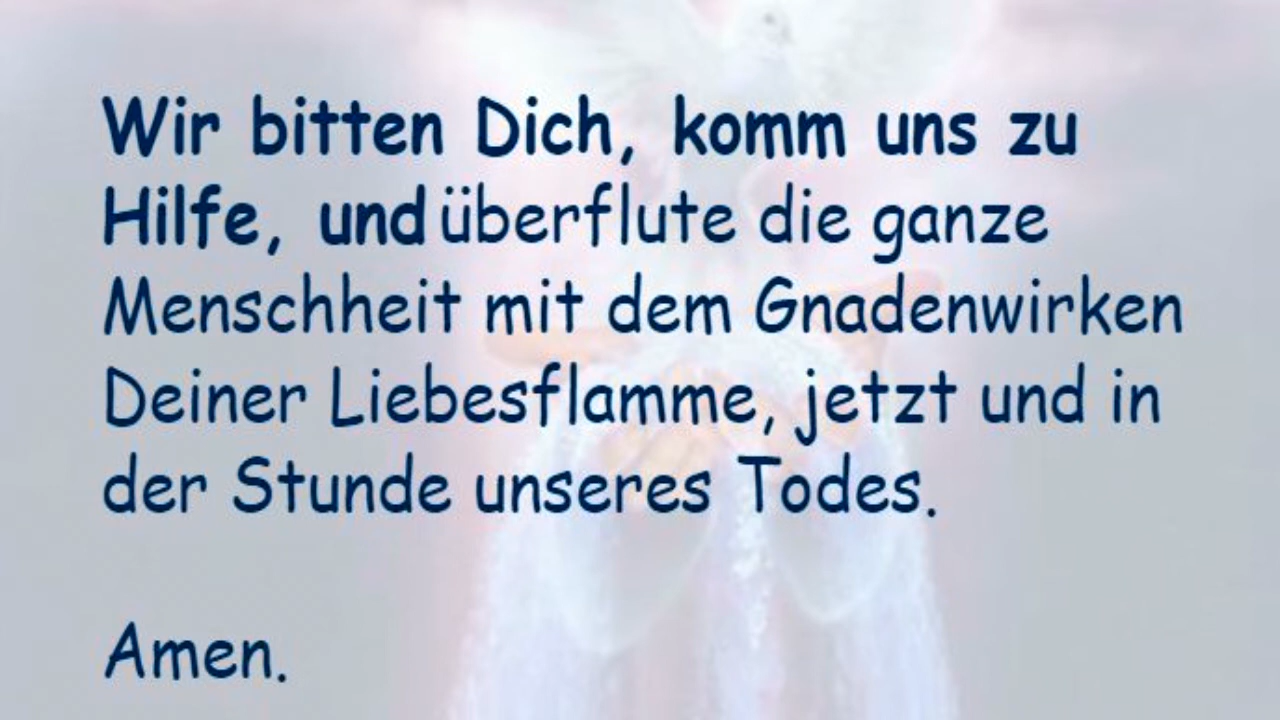 Wir bitten Dich, komm uns zu
Hilfe, und überflute die ganze
Menschheit mit dem Gnadenwirken
Deiner Liebesflamme, jetzt und in
der Stunde unseres Todes.
Amen.